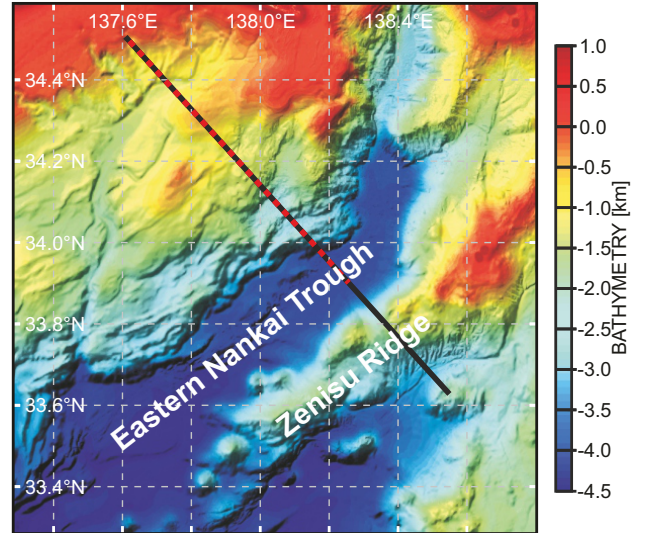 137.6°E 138.0°E 138.4°E
34.4°N
34.2°N
34.0°N
33.8°N
33.6°N
33.4°N
Eastern Nankai Trough
Zenisu Ridge
1.0
0.5
0.0
-0.5
-1.0
-1.5
-2.0
-2.5
-3.0
-3.5
-4.0
-4.5
BATHYMETRY [km]